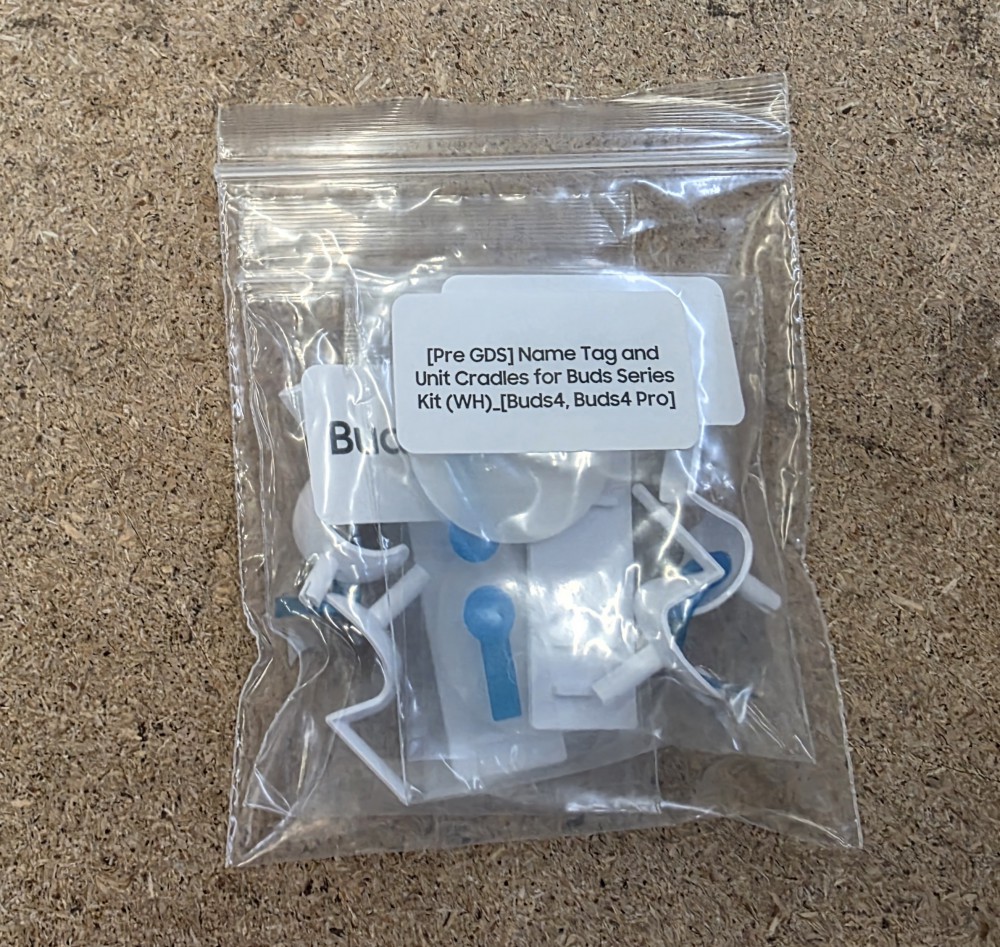 [Pre GDS] Name Tag and
Unit Cradles for Buds Series
Kit (WH)_[Buds4, Buds4 Pro]